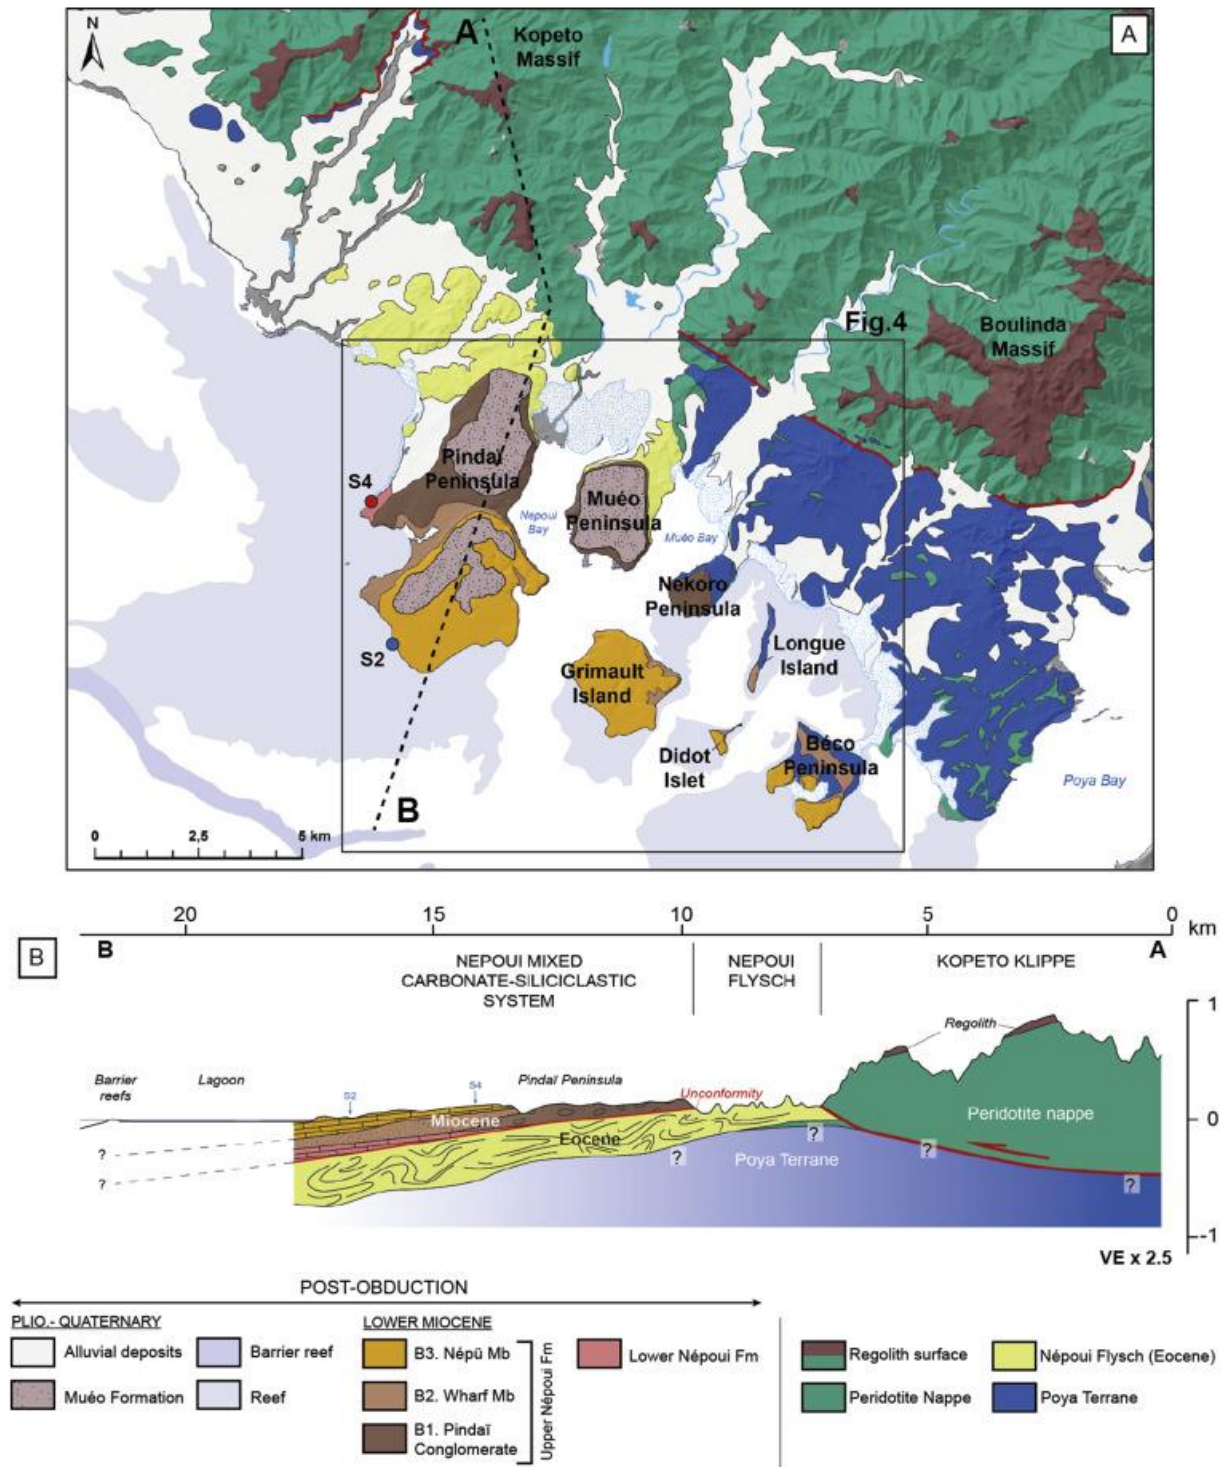 N
A
Kopeto
Massif
A
Fig.4
Boulinda
Massif
Pindaï
Peninsula
S4
Muéo
Peninsula
Nepoui
Bay
Muéo Bay
Nekoro
Peninsula
S2
Longue
Island
Grimault
Island
Didot
Islet
Béco
Peninsula
Poya Bay
B
0 2,5 5 km
20 15 10 5 0 km
B
B
A
NEPOUI MIXED
CARBONATE-SILICICLASTIC
SYSTEM
NEPOUI
FLYSCH
KOPETO KLIPPE
1
Regolith
Barrier
reefs
Lagoon
S2
S4
Pindaï Peninsula
Unconformity
Peridotite nappe
0
Miocene
Eocene
?
?
?
?
?
?
Poya Terrane
-1
VE x 2.5
POST-OBDUCTION
PLIO.- QUATERNARY
LOWER MIOCENE
Alluvial deposits
Barrier reef
B3. Népü Mb
Lower Népoui Fm
Regolith surface
Népoui Flysch (Eocene)
Muéo Formation
Reef
B2. Wharf Mb
Upper Népoui Fm
Peridotite Nappe
Poya Terrane
B1. Pindaï
Conglomerate